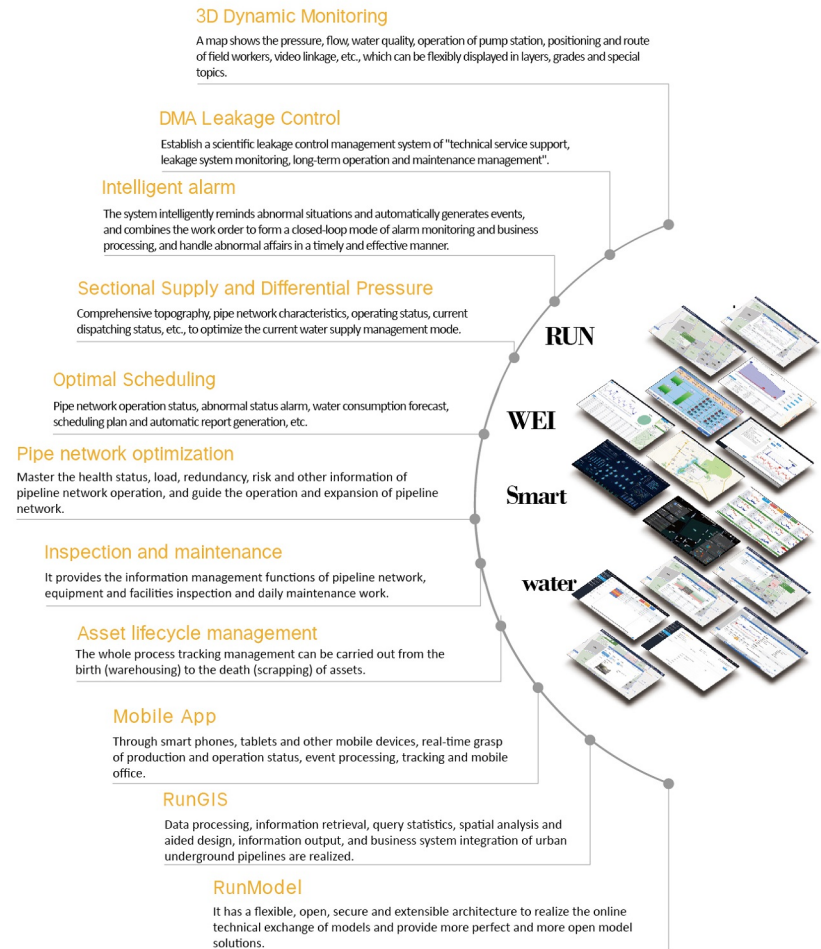 3D Dynamic Monitoring
A map shows the pressure, flow, water quality, operation of pump station, positioning and route
of field workers, video linkage, etc., which can be flexibly displayed in layers, grades and special
topics.
DMA Leakage Control
Establish a scientific leakage control management system of "technical service support,
leakage system monitoring, long-term operation and maintenance management".
Intelligent alarm
The system intelligently reminds abnormal situations and automatically generates events,
and combines the work order to form a closed-loop mode of alarm monitoring and business
processing, and handle abnormal affairs in a timely and effective manner.
Sectional Supply and Differential Pressure
Comprehensive topography, pipe network characteristics, operating status, current
dispatching status, etc., to optimize the current water supply management mode.
Optimal Scheduling
Pipe network operation status, abnormal status alarm, water consumption forecast,
scheduling plan and automatic report generation, etc.
Pipe network optimization
Master the health status, load, redundancy, risk and other information of
pipeline network operation, and guide the operation and expansion of pipeline
network.
Inspection and maintenance
It provides the information management functions of pipeline network,
equipment and facilities inspection and daily maintenance work.
Asset lifecycle management
The whole process tracking management can be carried out from the
birth (warehousing) to the death (scrapping) of assets.
Mobile App
Through smart phones, tablets and other mobile devices, real-time grasp
of production and operation status, event processing, tracking and mobile
office.
RunGIS
Data processing, information retrieval, query statistics, spatial analysis and
aided design, information output, and business system integration of urban
underground pipelines are realized.
RunModel
It has a flexible, open, secure and extensible architecture to realize the online
technical exchange of models and provide more perfect and more open model
solutions.
RUN
WEI
Smart
water